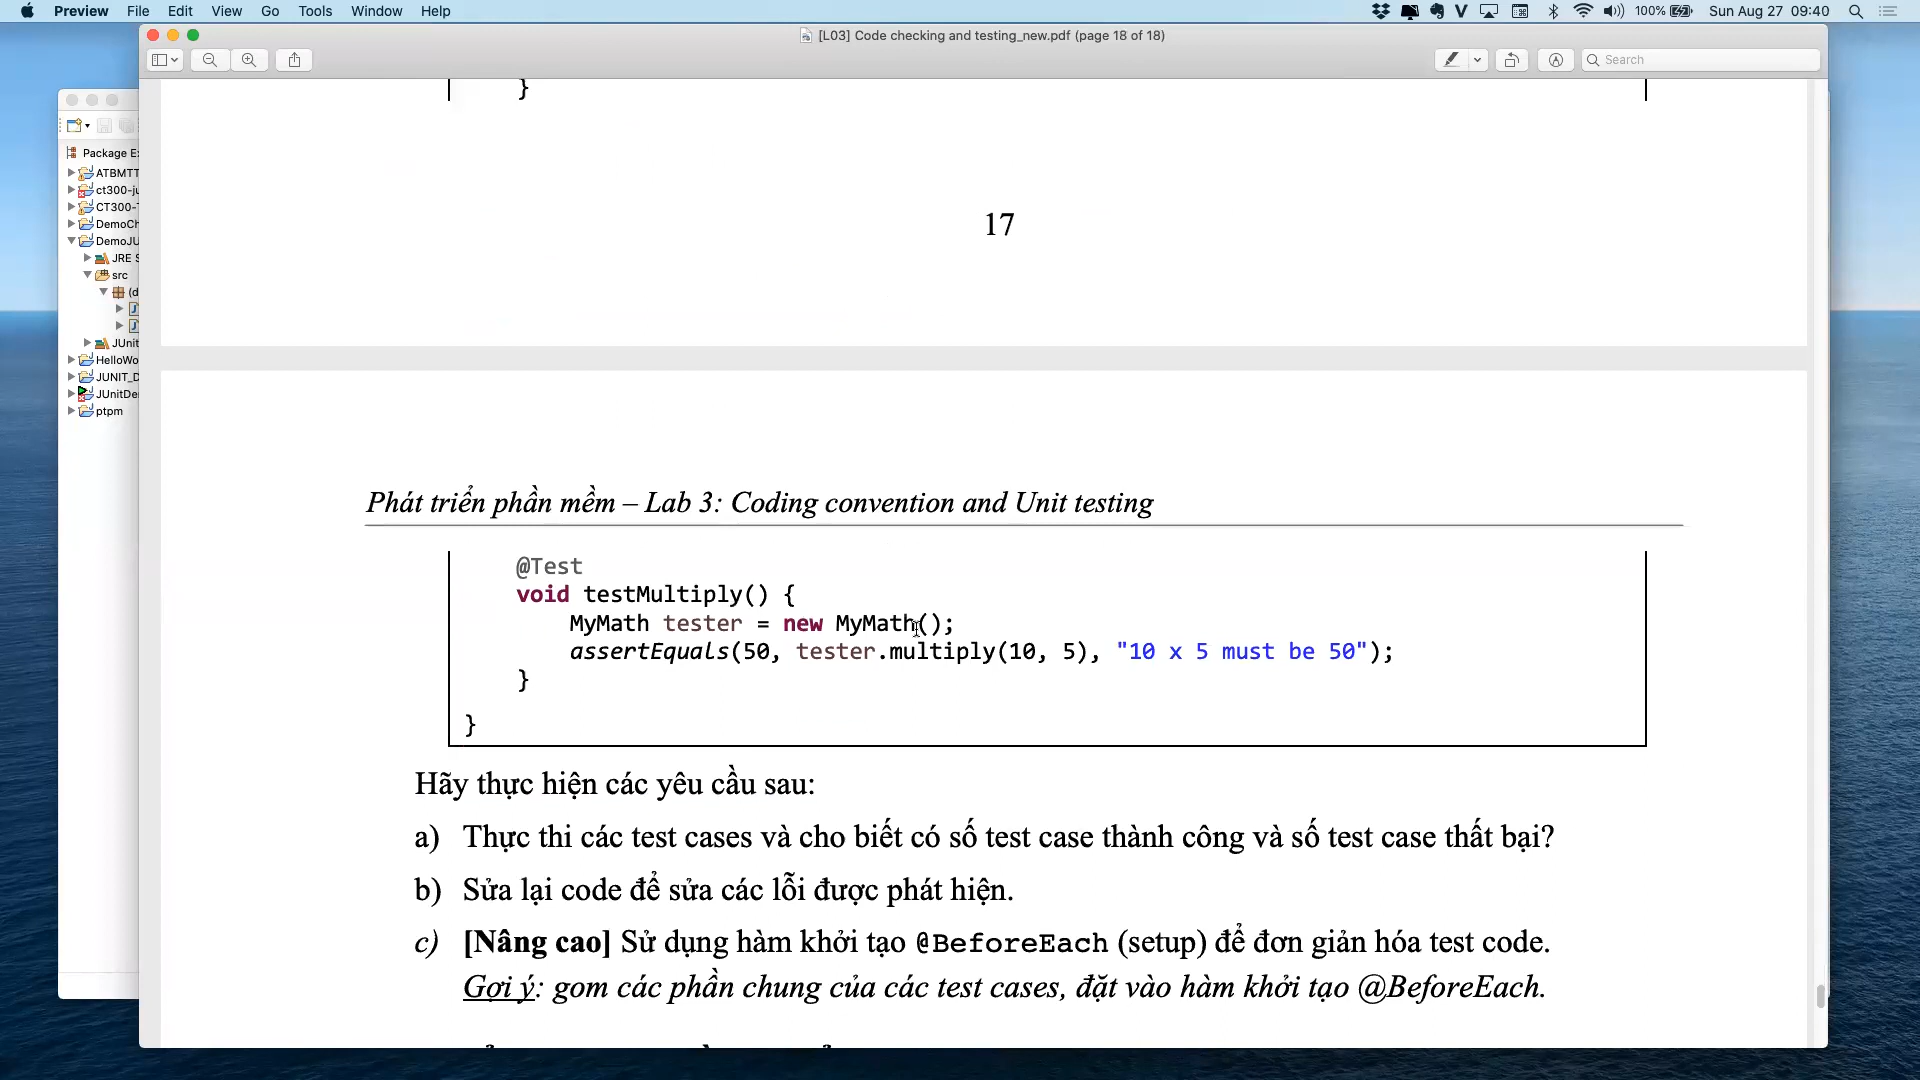 Preview File Edit View Go Tools Window Help
100% Sun Aug 27 09:40
[L03] Code checking and testing_new.pdf (page 18 of 18)
Search
Package E
ATBMTT
ct300-ju
CT300-
DemoCh
DemoJU
JRE S
src
(d
JUnit
HelloWo
JUNIT_D
JUnitDe
ptpm
}
17
Phát triển phần mềm – Lab 3: Coding convention and Unit testing
@Test
void testMultiply() {
MyMath tester = new MyMath();
assertEquals(50, tester.multiply(10, 5), "10 x 5 must be 50");
}
}
Hãy thực hiện các yêu cầu sau:
a) Thực thi các test cases và cho biết có số test case thành công và số test case thất bại?
b) Sửa lại code để sửa các lỗi được phát hiện.
c) [Nâng cao] Sử dụng hàm khởi tạo @BeforeEach (setup) để đơn giản hóa test code.
Gợi ý: gom các phần chung của các test cases, đặt vào hàm khởi tạo @BeforeEach.